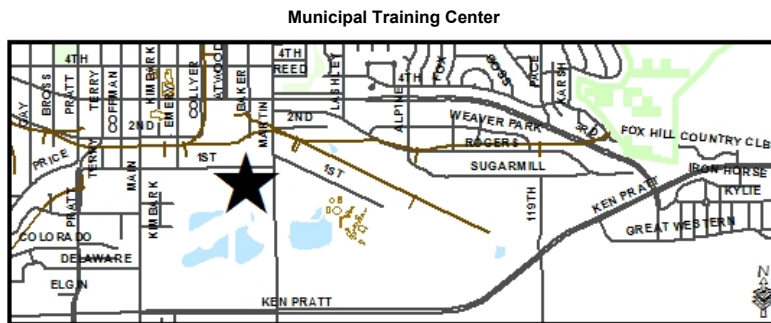 Municipal Training Center
4TH
GAY
BROSS
PRATT
TERRY
COFFMAN
KIMBARK
EMERY
COLLYER
ATWOOD
BAKER
MARTIN
4TH
REED
LASHLEY
ALPINE
4TH
FOX
PACE
KARSH
2ND
2ND
WEAVER PARK
3RD
FOX HILL COUNTRY CLB
PRICE
TERRY
MAIN
1ST
1ST
ROGERS
SUGARMILL
IRON HORSE
KYLIE
PRATT
KIMBARK
119TH
KEN PRATT
GREAT WESTERN
COLORADO
DELAWARE
ELGIN
KEN PRATT
N